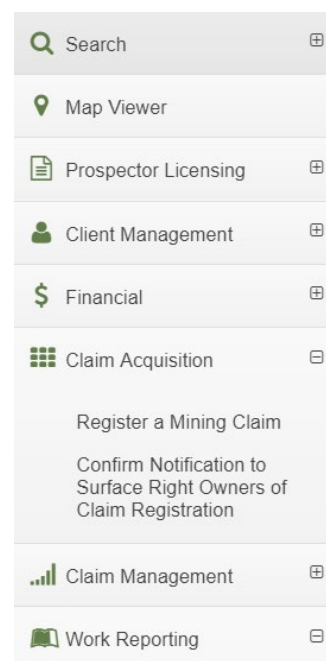 Search
Map Viewer
Prospector Licensing
Client Management
$ Financial
Claim Acquisition
Register a Mining Claim
Confirm Notification to
Surface Right Owners of
Claim Registration
Claim Management
Work Reporting